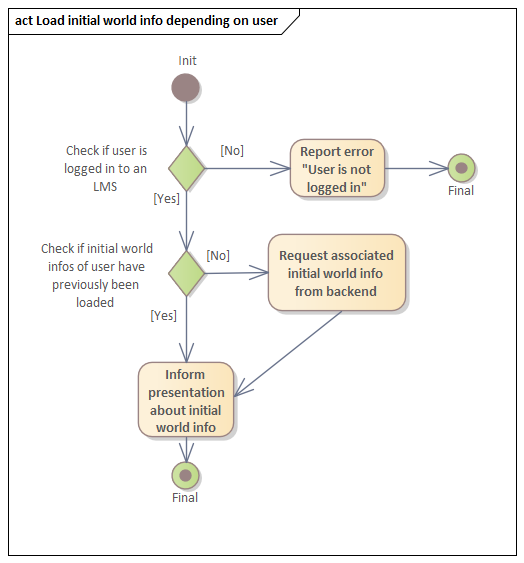 act Load initial world info depending on user
Init
Check if user is
logged in to an
LMS
[No]
Report error
"User is not
logged in"
Final
[Yes]
Check if initial world
infos of user have
previously been
loaded
[No]
Request associated
initial world info
from backend
[Yes]
Inform
presentation
about initial
world info
Final